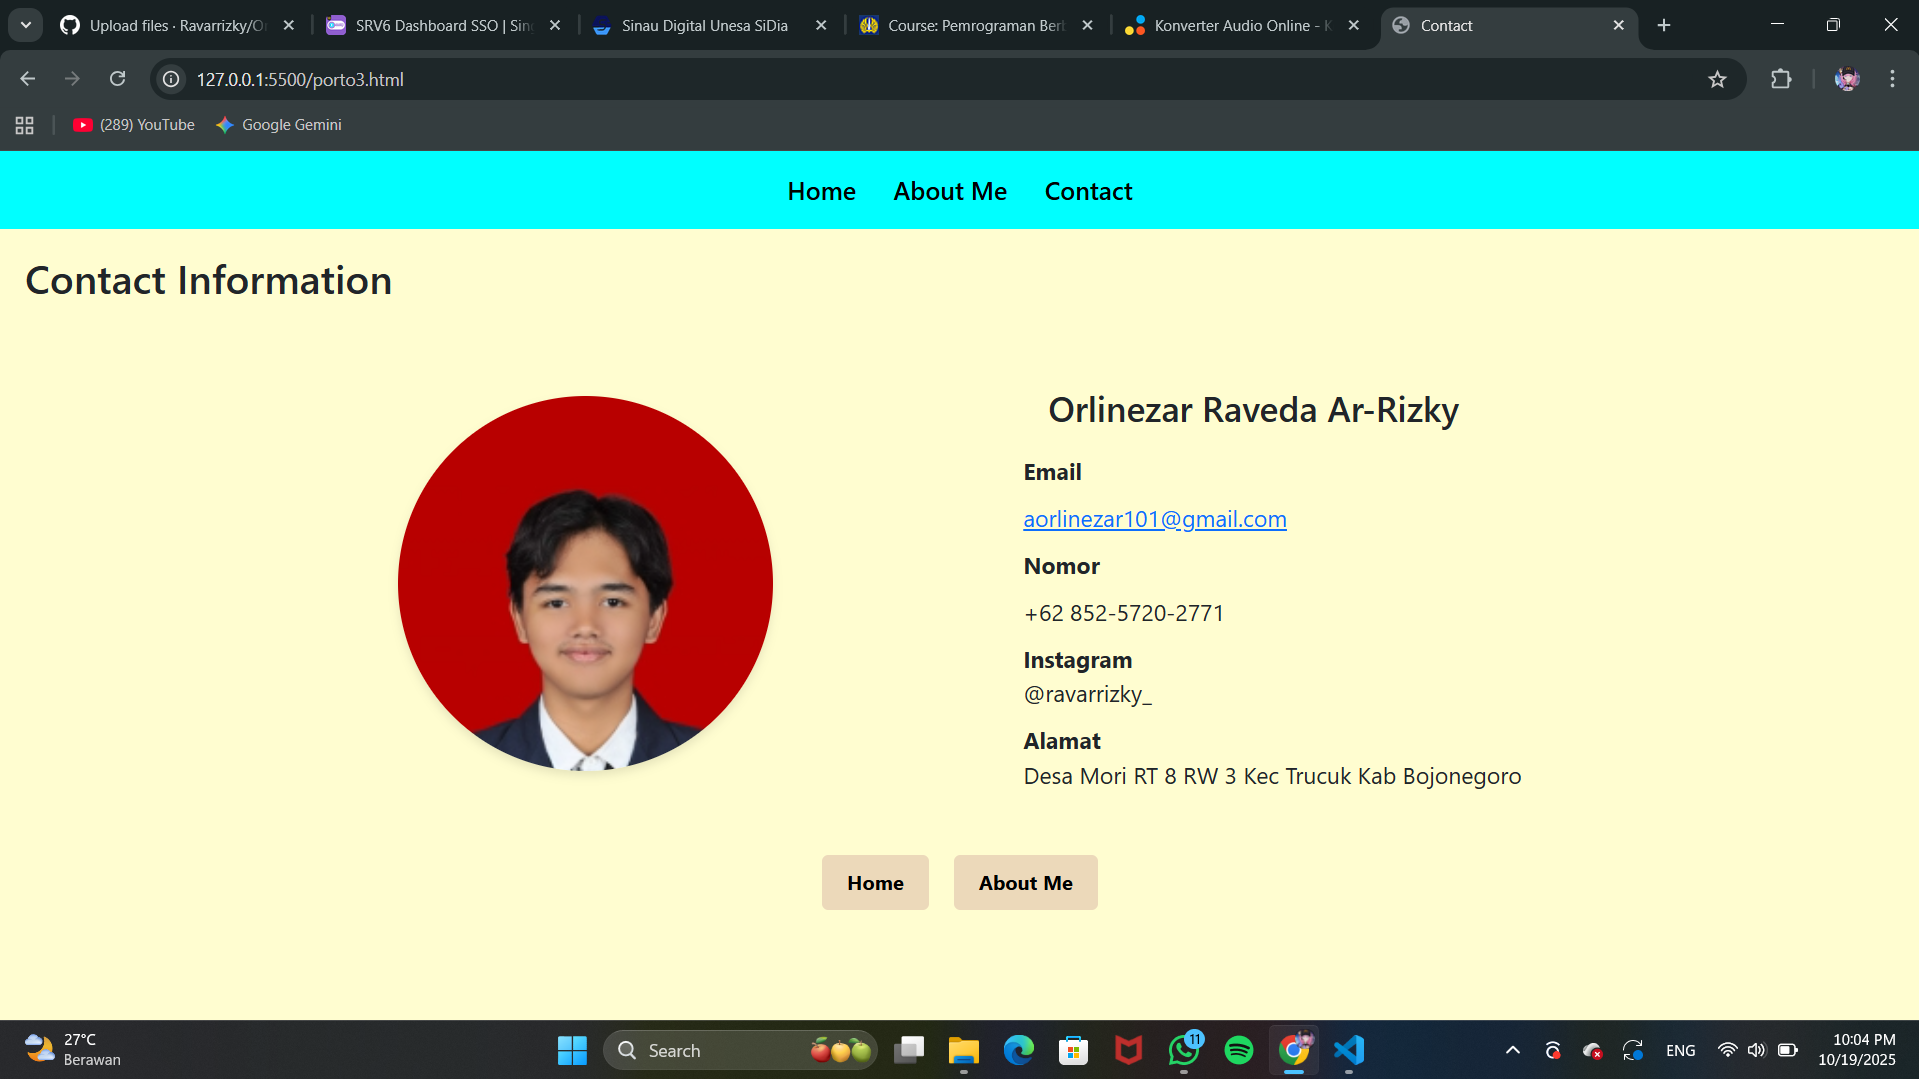 Upload files · Ravarrizky/Or
SRV6 Dashboard SSO | Sing
Sinau Digital Unesa SiDia
Course: Pemrograman Berb
Konverter Audio Online - K
Contact
127.0.0.1:5500/porto3.html
(289) YouTube
Google Gemini
Home About Me Contact
Contact Information
Orlinezar Raveda Ar-Rizky
Email
aorlinezar101@gmail.com
Nomor
+62 852-5720-2771
Instagram
@ravarrizky_
Alamat
Desa Mori RT 8 RW 3 Kec Trucuk Kab Bojonegoro
Home
About Me
27°C
Berawan
Search
11
ENG
10:04 PM
10/19/2025